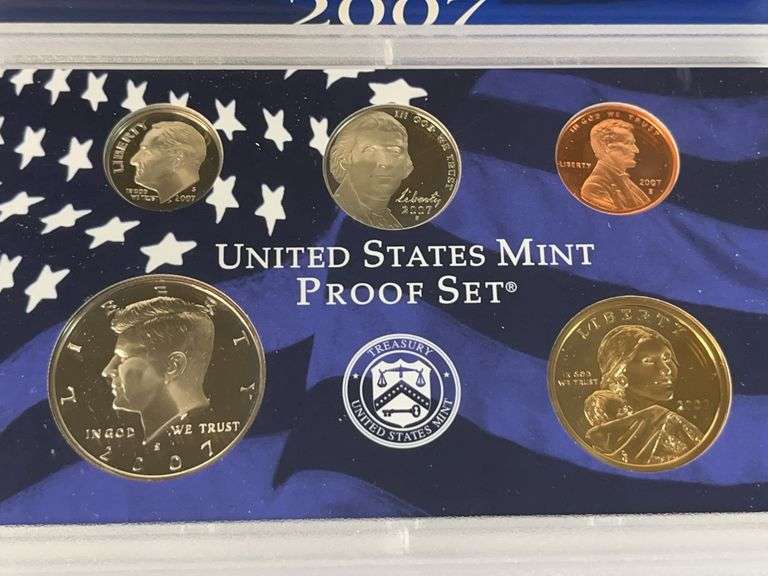 2007
LIBERTY
IN GOD
WE TRUST
S
2007
IN GOD WE TRUST
Liberty
2007
S
IN GOD WE TRUST
LIBERTY
2007
S
UNITED STATES MINT
PROOF SET®
LIBERTY
IN GOD WE TRUST
S
2007
TREASURY
UNITED STATES MINT
LIBERTY
IN GOD
WE TRUST
2007
S